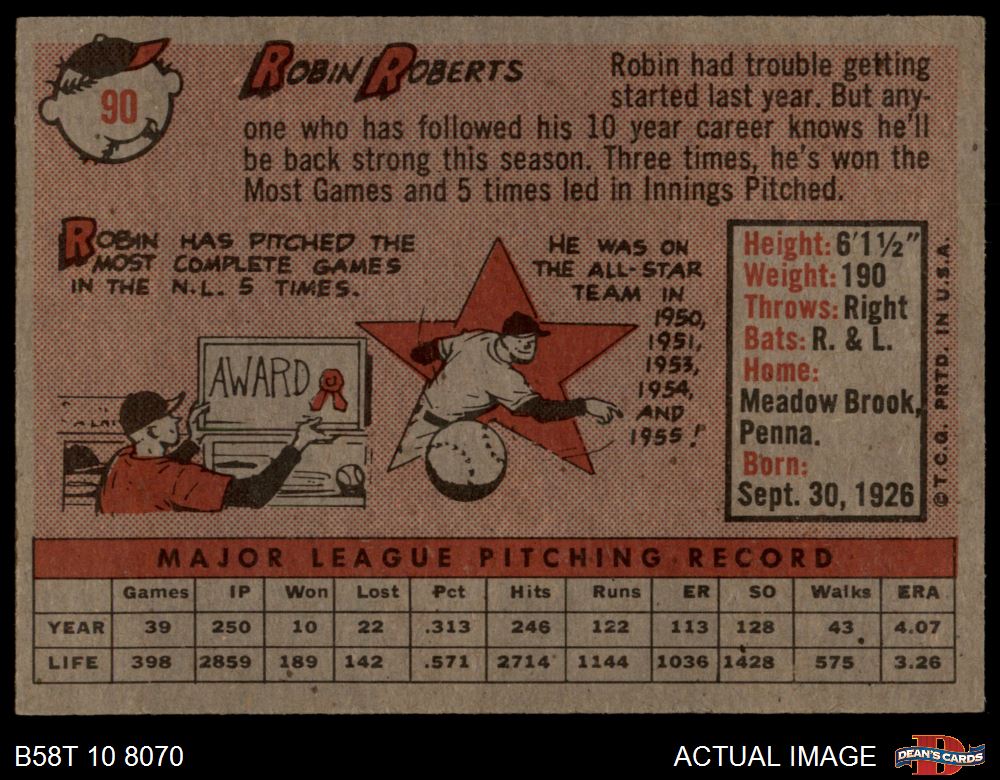 90
ROBIN ROBERTS
Robin had trouble getting
started last year. But any-
one who has followed his 10 year career knows he'll
be back strong this season. Three times, he's won the
Most Games and 5 times led in Innings Pitched.
ROBIN HAS PITCHED THE
MOST COMPLETE GAMES
IN THE N.L. 5 TIMES.
AWARD
HE WAS ON
THE ALL-STAR
TEAM IN
1950,
1951,
1953,
1954,
AND
1955!
Height: 6'1½"
Weight: 190
Throws: Right
Bats: R. & L.
Home:
Meadow Brook,
Penna.
Born:
Sept. 30, 1926
© T.C.G. PRTD. IN U.S.A.
MAJOR LEAGUE PITCHING RECORD
Games IP Won Lost Pct Hits Runs ER SO Walks ERA
YEAR 39 250 10 22 .313 246 122 113 128 43 4.07
LIFE 398 2859 189 142 .571 2714 1144 1036 1428 575 3.26
B58T 10 8070
ACTUAL IMAGE
D
DEAN'S CARDS